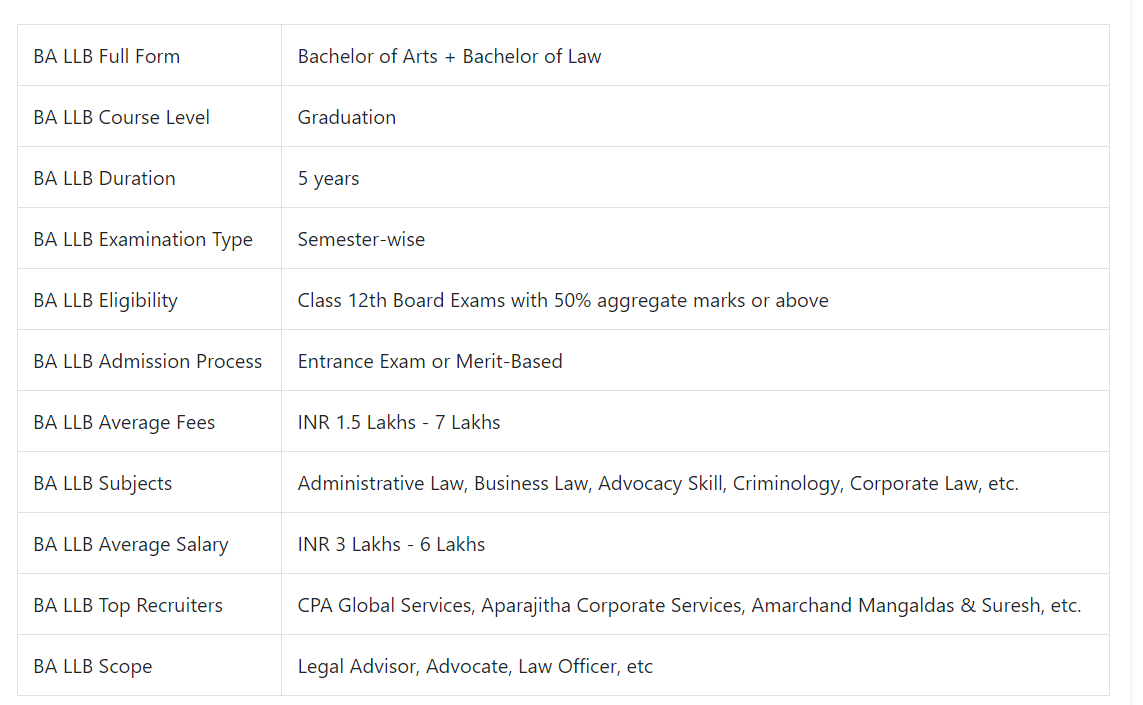 BA LLB Full Form Bachelor of Arts + Bachelor of Law
BA LLB Course Level Graduation
BA LLB Duration 5 years
BA LLB Examination Type Semester-wise
BA LLB Eligibility Class 12th Board Exams with 50% aggregate marks or above
BA LLB Admission Process Entrance Exam or Merit-Based
BA LLB Average Fees INR 1.5 Lakhs - 7 Lakhs
BA LLB Subjects Administrative Law, Business Law, Advocacy Skill, Criminology, Corporate Law, etc.
BA LLB Average Salary INR 3 Lakhs - 6 Lakhs
BA LLB Top Recruiters CPA Global Services, Aparajitha Corporate Services, Amarchand Mangaldas & Suresh, etc.
BA LLB Scope Legal Advisor, Advocate, Law Officer, etc